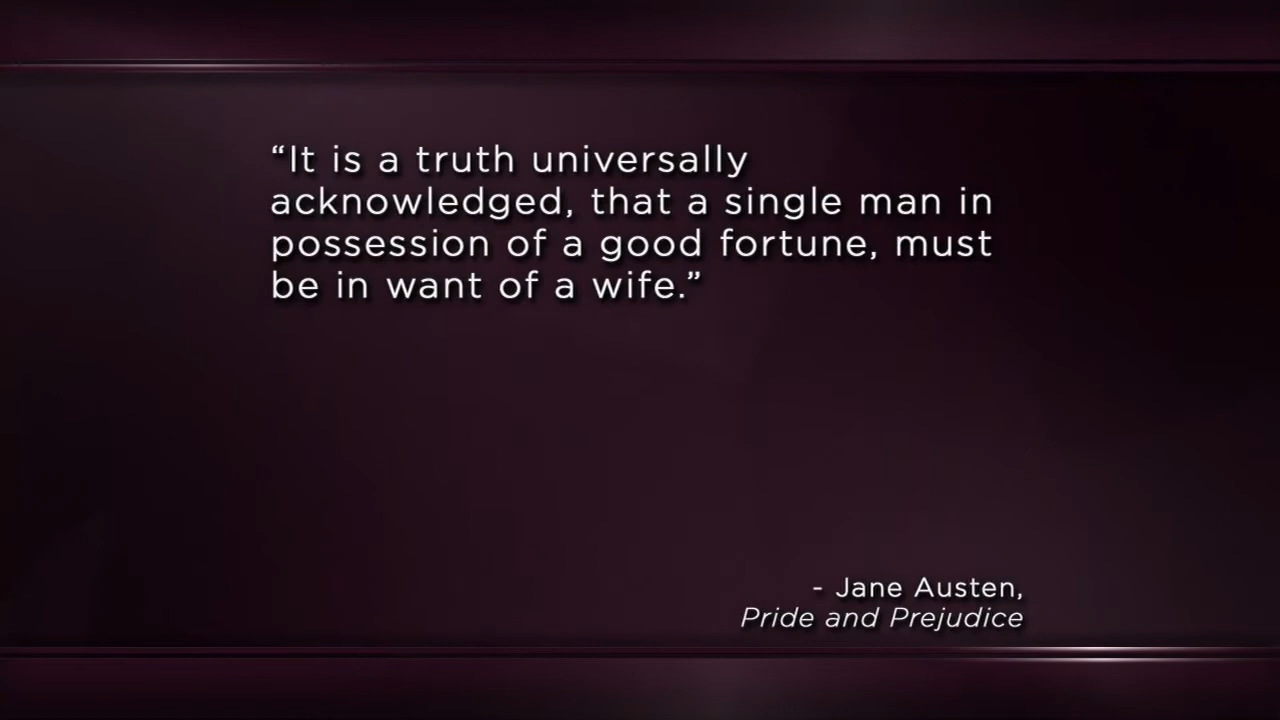 “It is a truth universally
acknowledged, that a single man in
possession of a good fortune, must
be in want of a wife.”
- Jane Austen,
Pride and Prejudice